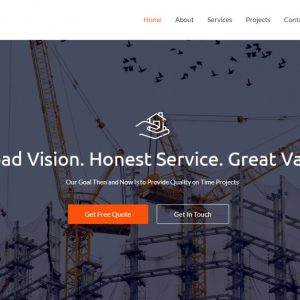 Home About Services Projects Conta
oad Vision. Honest Service. Great Va
Our Goal Then and Now Is to Provide Quality on Time Projects
Get Free Quote Get In Touch